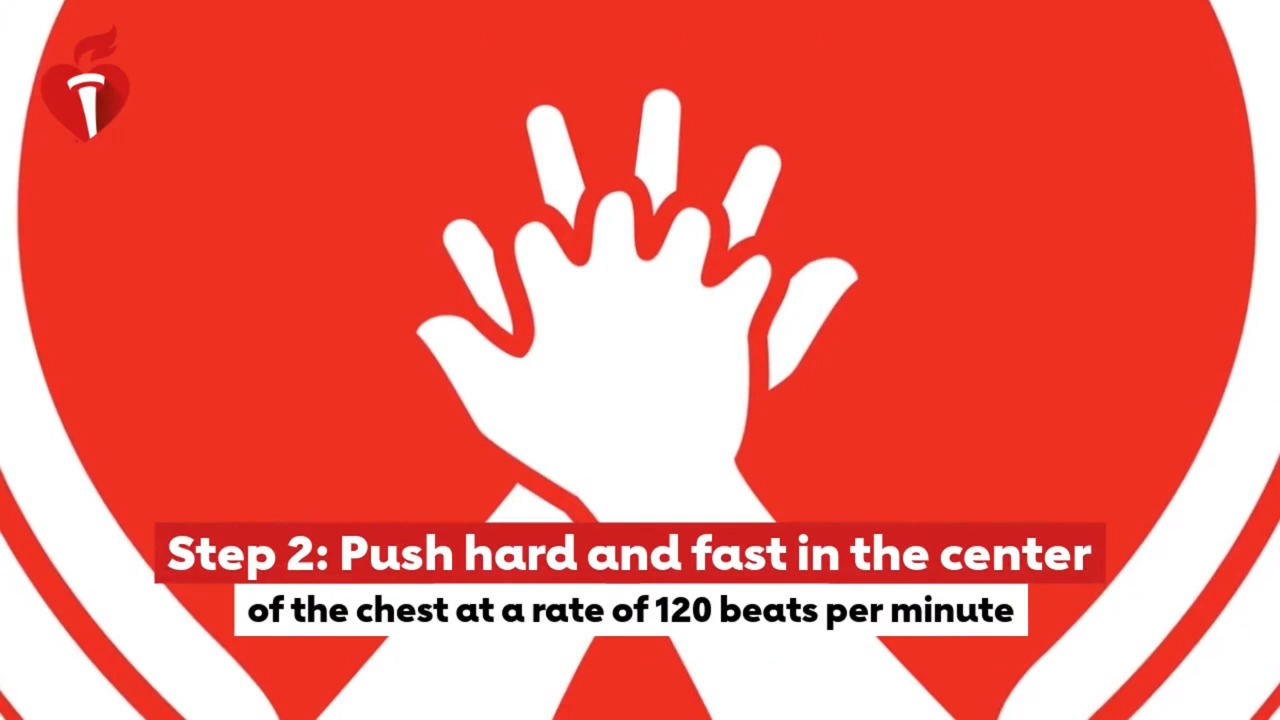 Step 2: Push hard and fast in the center
of the chest at a rate of 120 beats per minute